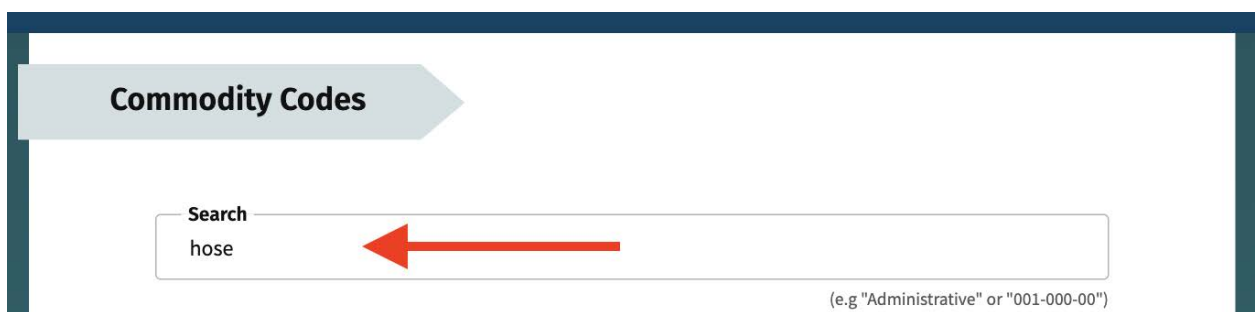 Commodity Codes
Search
hose
(e.g "Administrative" or "001-000-00")